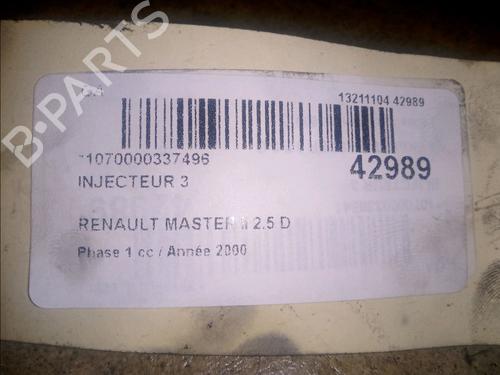 B-PARTS
13211104 42989
*1070000337496
42989
INJECTEUR 3
RENAULT MASTER II 2.5 D
Phase 1 cc / Année 2000